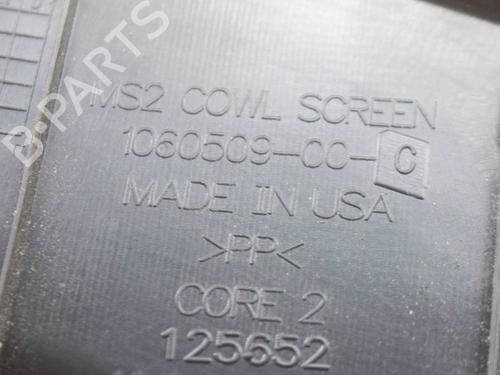 B-PARTS
MS2 COWL SCREEN
1060509-00-C
MADE IN USA
>PP<
CORE 2
125652